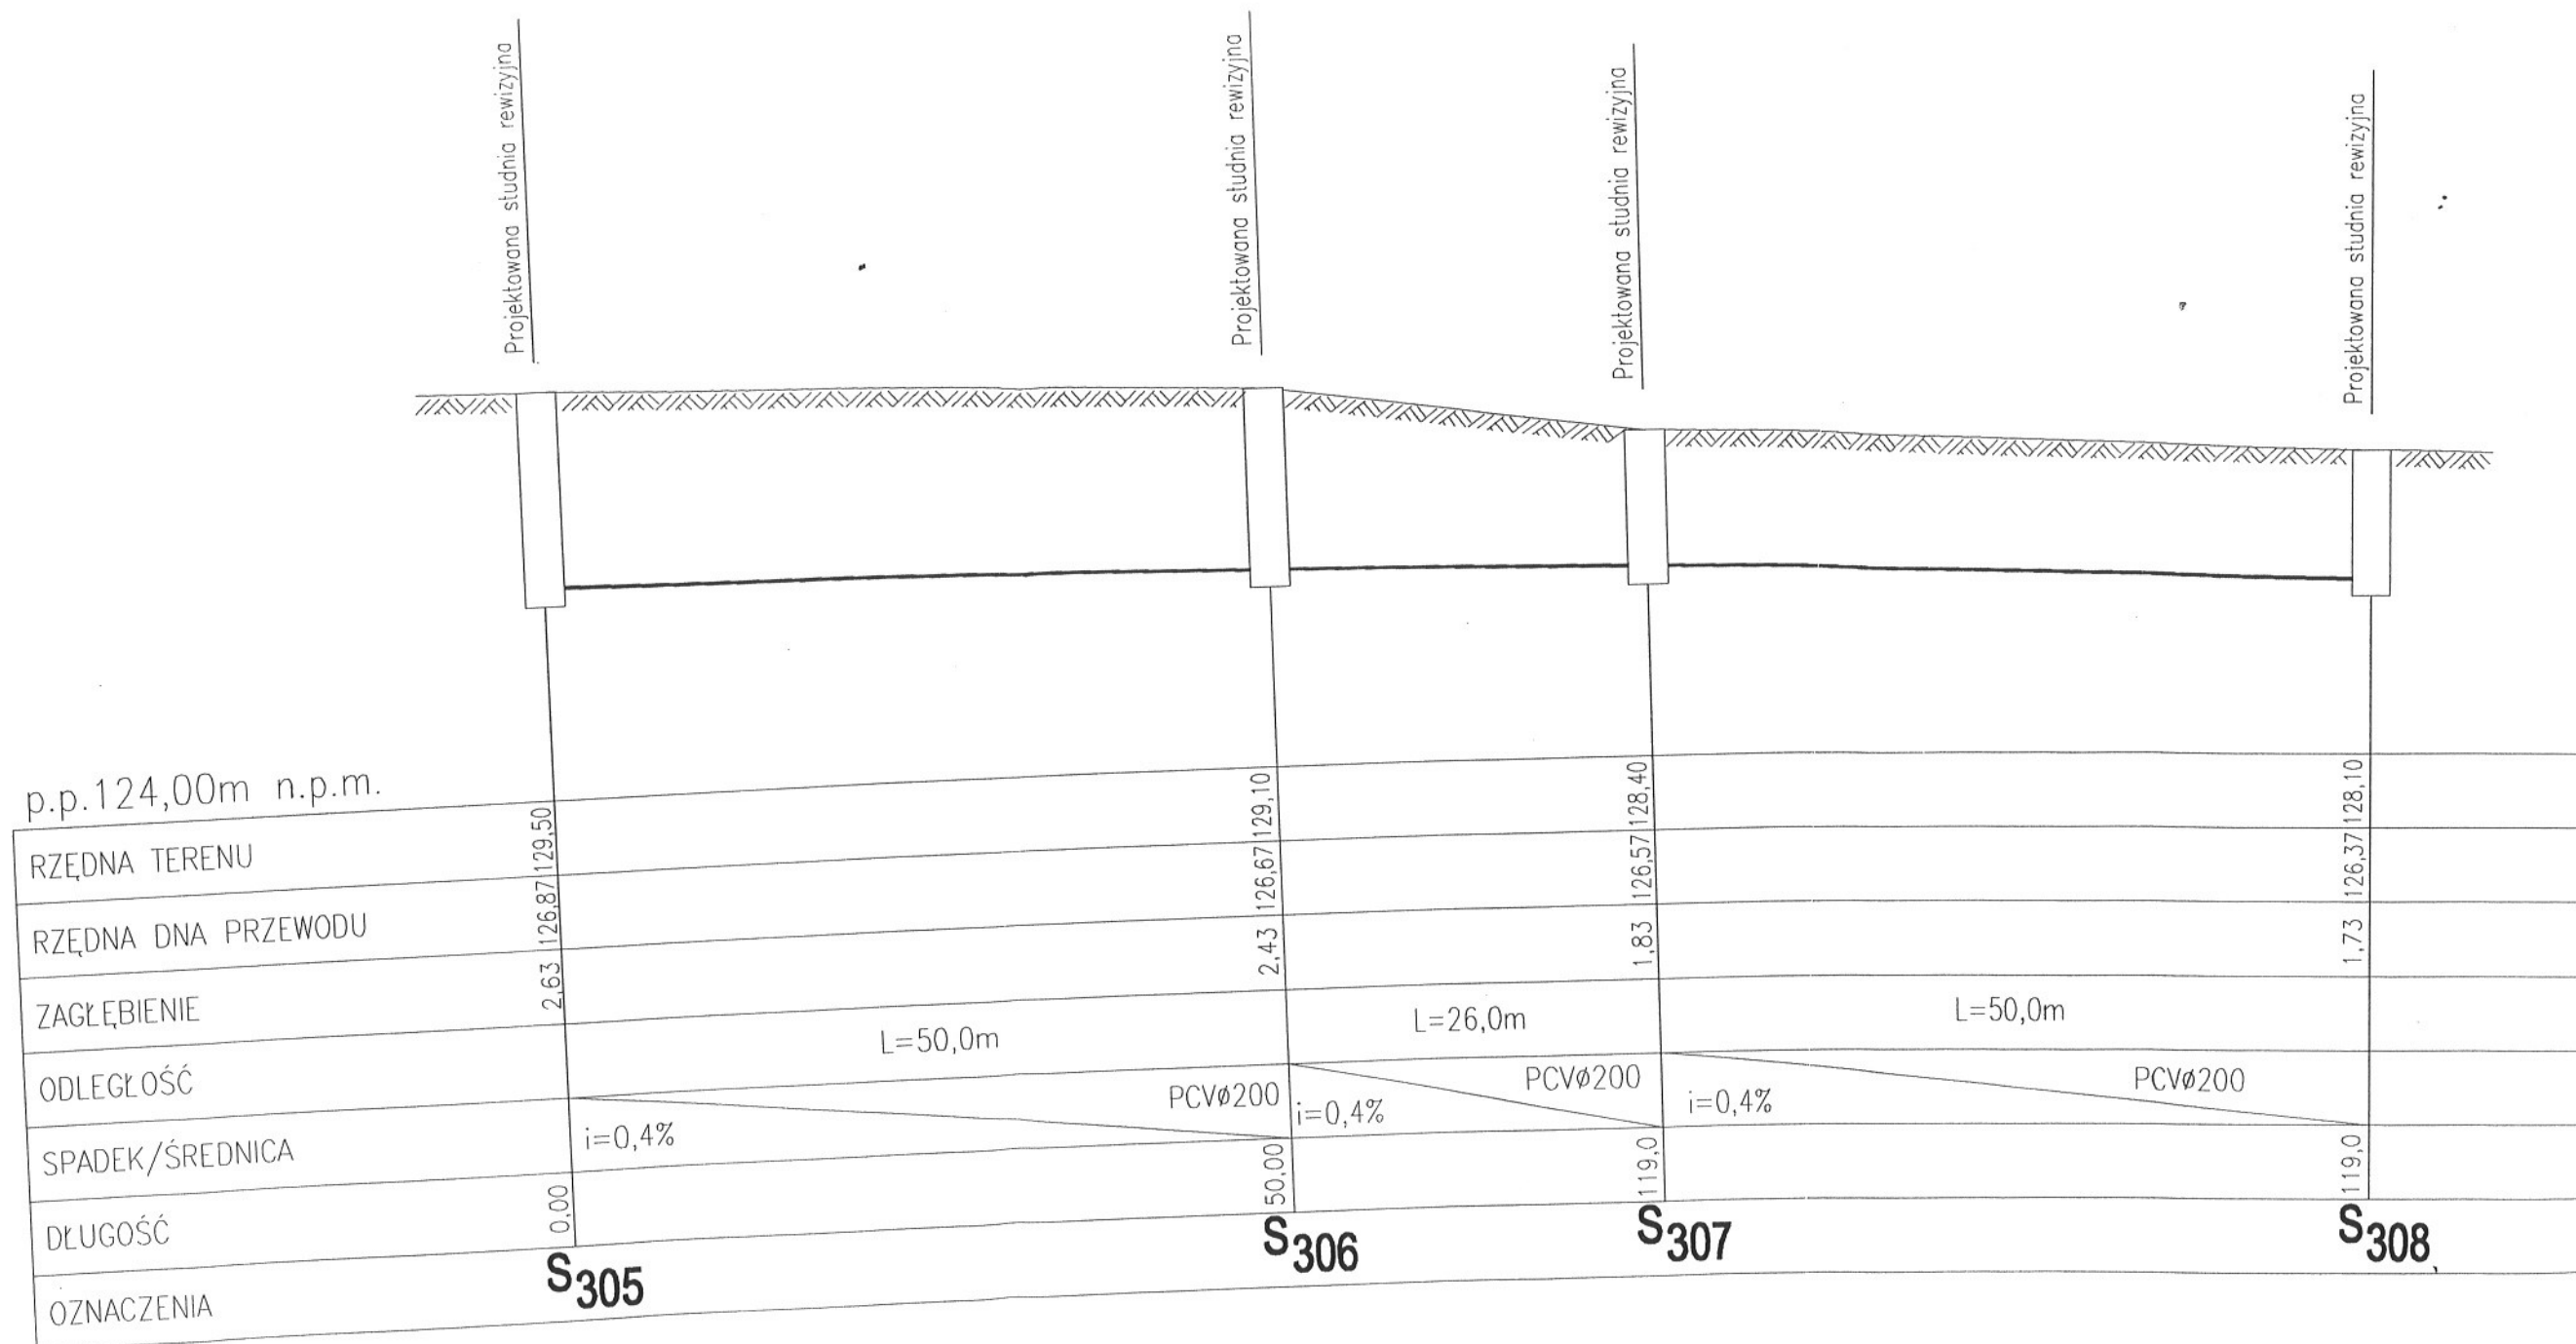 Projektowana studnia rewizyjna
Projektowana studnia rewizyjna
Projektowana studnia rewizyjna
Projektowana studnia rewizyjna
p.p.124,00m n.p.m.
RZĘDNA TERENU 129,50 129,10 128,40 128,10
RZĘDNA DNA PRZEWODU 126,87 126,67 126,57 126,37
ZAGŁĘBIENIE 2,63 2,43 1,83 1,73
ODLEGŁOŚĆ L=50,0m L=26,0m L=50,0m
SPADEK/ŚREDNICA i=0,4% PCVø200 i=0,4% PCVø200 i=0,4% PCVø200
DŁUGOŚĆ 0,00 50,00 119,0 119,0
OZNACZENIA S305 S306 S307 S308